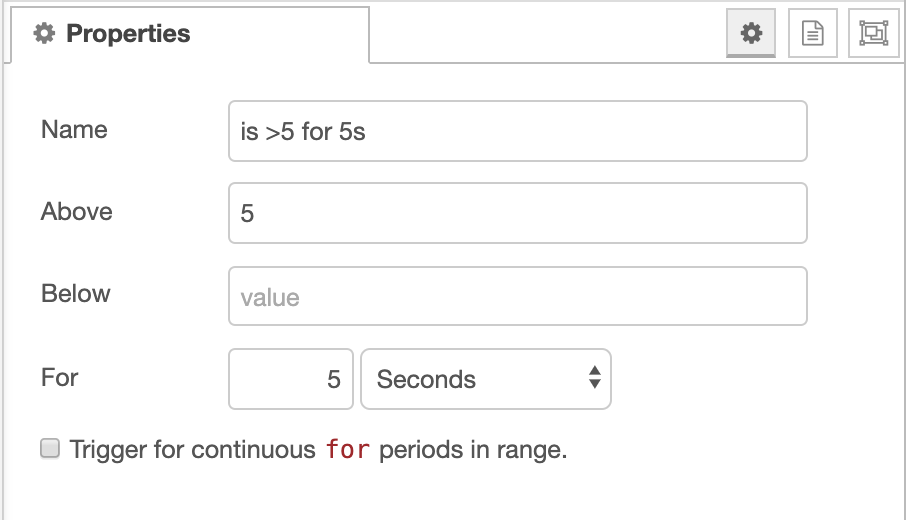 Properties
Name
is >5 for 5s
Above
5
Below
value
For
5 Seconds
Trigger for continuous for periods in range.